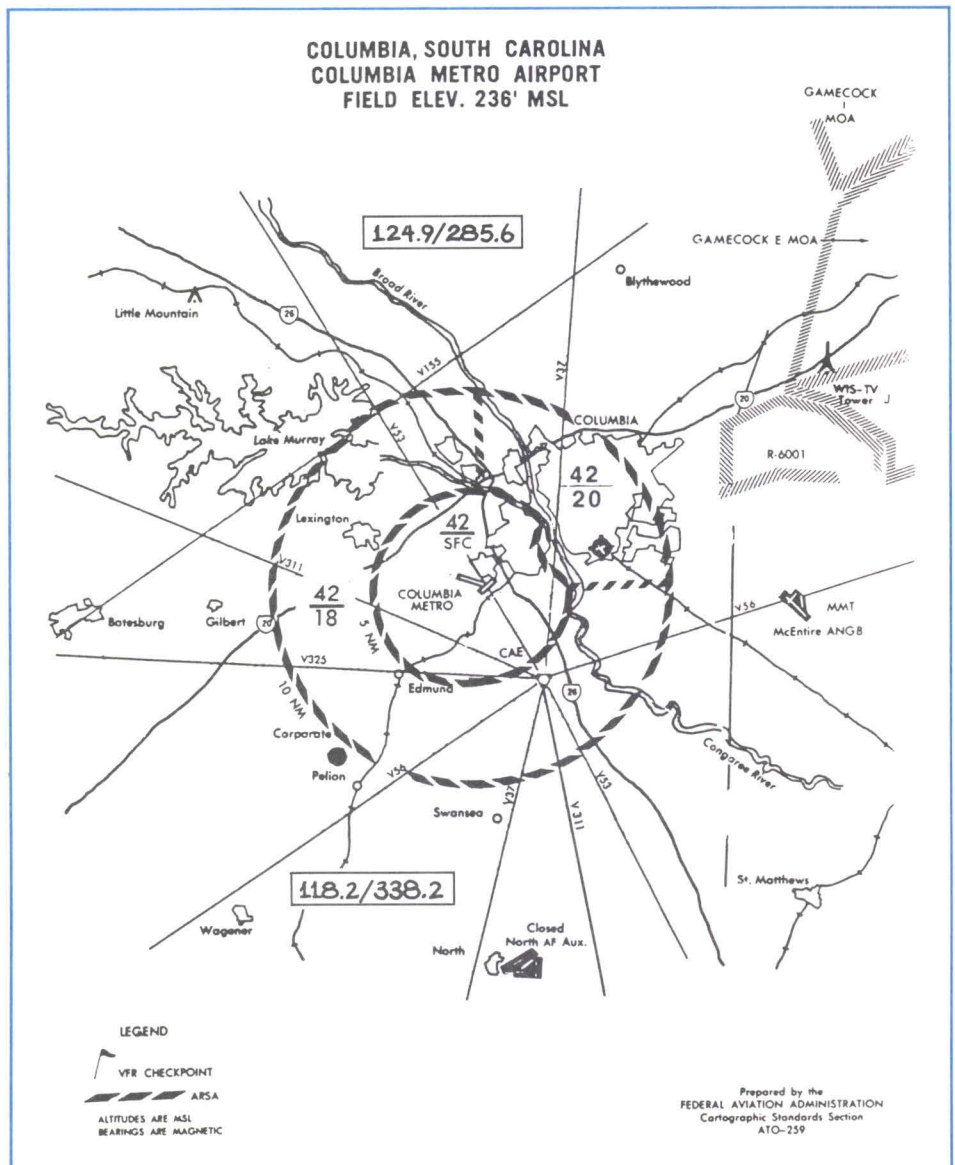 COLUMBIA, SOUTH CAROLINA
COLUMBIA METRO AIRPORT
FIELD ELEV. 236' MSL
GAMECOCK
I
MOA
124.9/285.6
GAMECOCK E MOA
Broad River
Blythewood
Little Mountain
26
V155
V37
V53
20
WIS-TV
Tower J
COLUMBIA
Lake Murray
R-6001
42
20
42
SFC
Lexington
V311
42
18
COLUMBIA
METRO
V56
MMT
McEntire ANGB
Batesburg
Gilbert
20
5 NM
CAE
V325
Edmund
26
10 NM
Corporate
Pelion
V56
Congaree River
V53
V37
V311
Swansea
118.2/338.2
St. Matthews
Wagener
Closed
North AF Aux.
North
LEGEND
VFR CHECKPOINT
ARSA
ALTITUDES ARE MSL
BEARINGS ARE MAGNETIC
Prepared by the
FEDERAL AVIATION ADMINISTRATION
Cartographic Standards Section
ATO-259